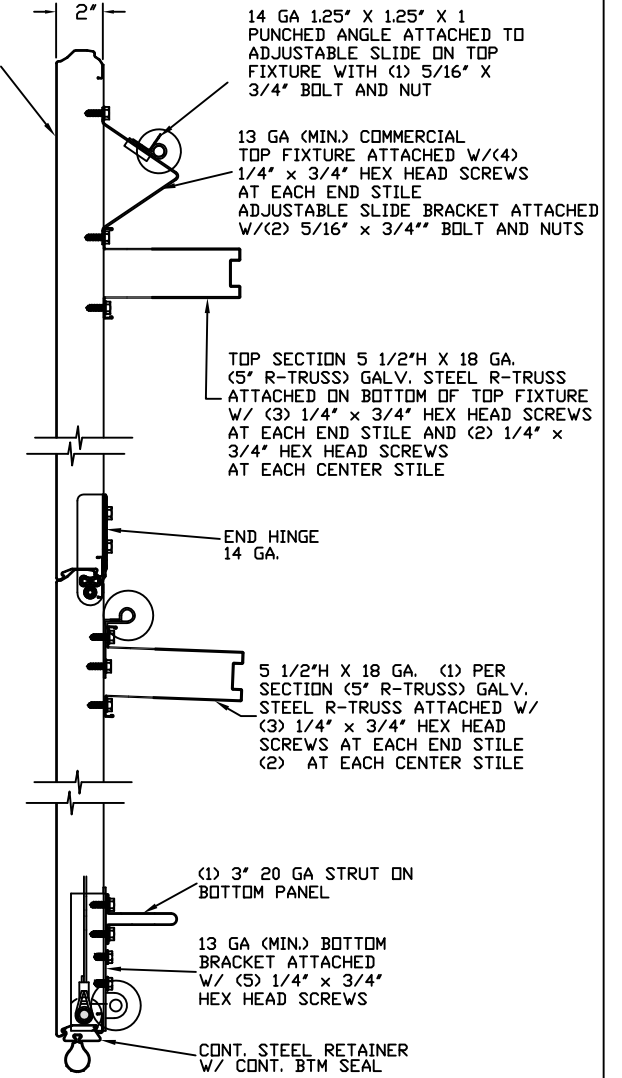 2"
14 GA 1.25" X 1.25" X 1
PUNCHED ANGLE ATTACHED TO
ADJUSTABLE SLIDE ON TOP
FIXTURE WITH (1) 5/16" X
3/4" BOLT AND NUT
13 GA (MIN.) COMMERCIAL
TOP FIXTURE ATTACHED W/(4)
1/4" x 3/4" HEX HEAD SCREWS
AT EACH END STILE
ADJUSTABLE SLIDE BRACKET ATTACHED
W/(2) 5/16" x 3/4"" BOLT AND NUTS
TOP SECTION 5 1/2"H X 18 GA.
(5" R-TRUSS) GALV. STEEL R-TRUSS
ATTACHED ON BOTTOM OF TOP FIXTURE
W/ (3) 1/4" x 3/4" HEX HEAD SCREWS
AT EACH END STILE AND (2) 1/4" x
3/4" HEX HEAD SCREWS
AT EACH CENTER STILE
END HINGE
14 GA.
5 1/2"H X 18 GA. (1) PER
SECTION (5" R-TRUSS) GALV.
STEEL R-TRUSS ATTACHED W/
(3) 1/4" x 3/4" HEX HEAD
SCREWS AT EACH END STILE
(2) AT EACH CENTER STILE
(1) 3" 20 GA STRUT ON
BOTTOM PANEL
13 GA (MIN.) BOTTOM
BRACKET ATTACHED
W/ (5) 1/4" x 3/4"
HEX HEAD SCREWS
CONT. STEEL RETAINER
W/ CONT. BTM SEAL